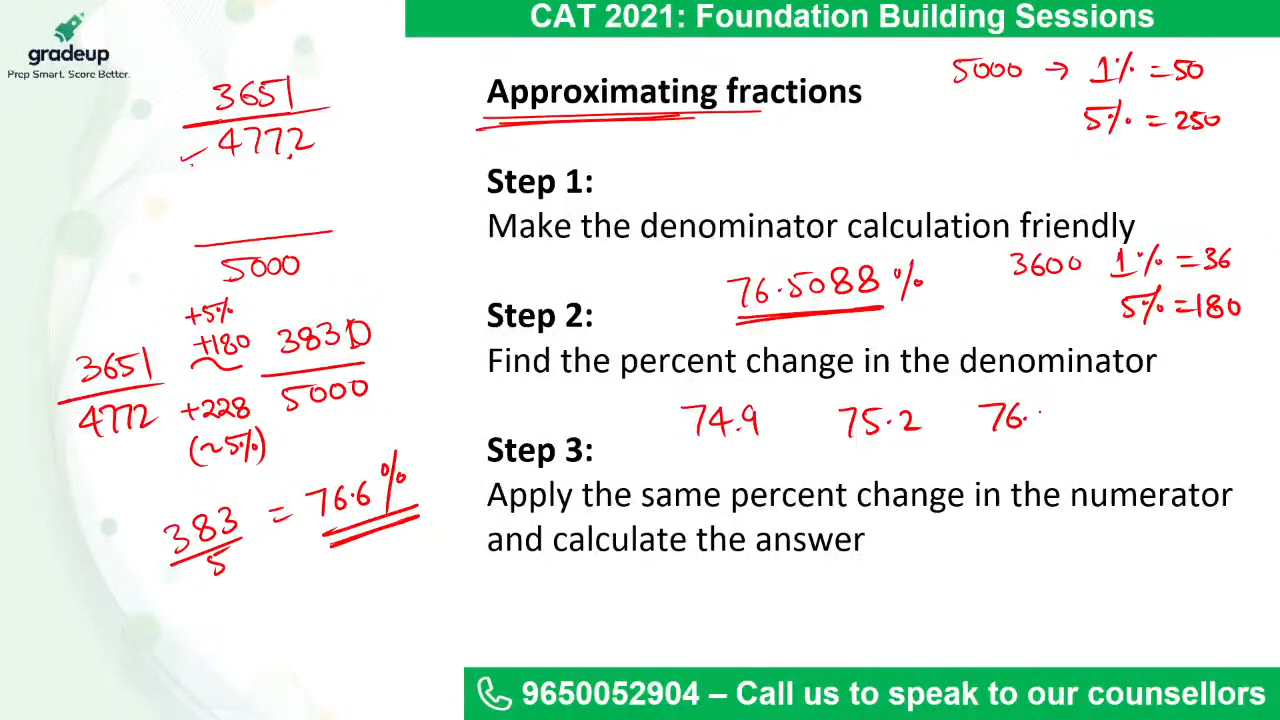 CAT 2021: Foundation Building Sessions
gradeup
Prep Smart. Score Better.
3651
4772
5000 → 1% = 50
5% = 250
Approximating fractions
Step 1:
Make the denominator calculation friendly
5000
3600 1% = 36
5% = 180
76.5088 %
Step 2:
Find the percent change in the denominator
+5%
3651 +180 3830
4772 +228 5000
(~5%)
74.9 75.2 76.
Step 3:
Apply the same percent change in the numerator
and calculate the answer
383 = 76.6 %
5
9650052904 – Call us to speak to our counsellors